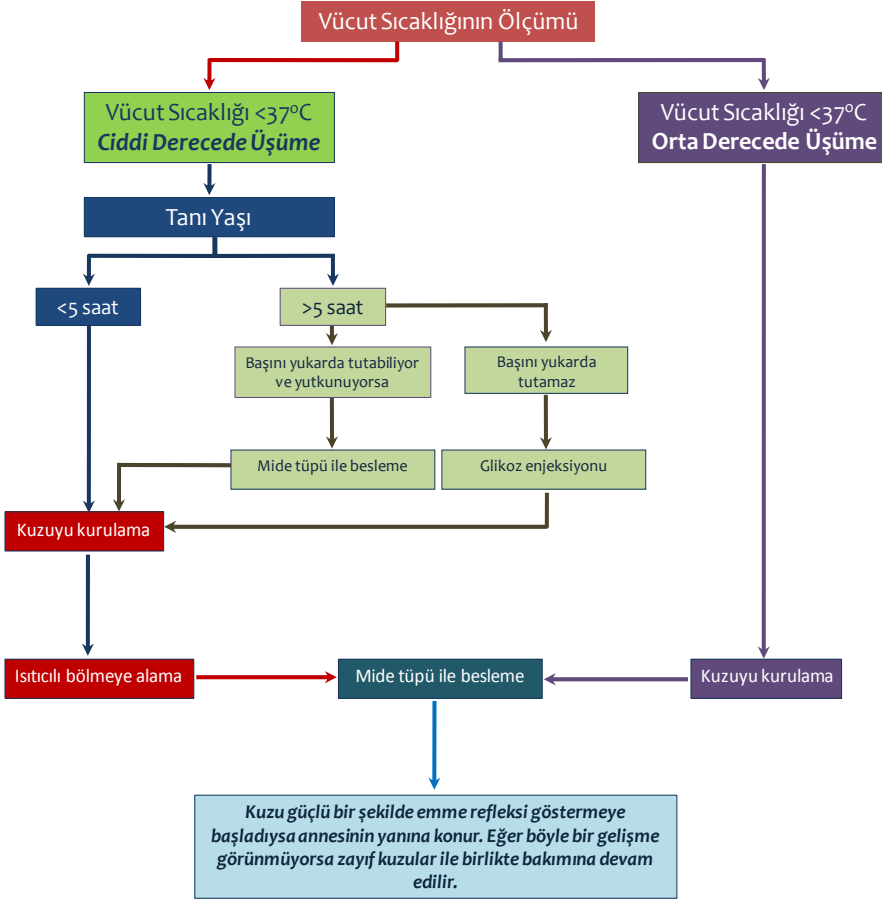 Vücut Sıcaklığının Ölçümü
Vücut Sıcaklığı <37°C
Ciddi Derecede Üşüme
Vücut Sıcaklığı <37°C
Orta Derecede Üşüme
Tanı Yaşı
<5 saat
>5 saat
Başını yukarda tutabiliyor
ve yutkunuyorsa
Başını yukarda
tutamaz
Mide tüpü ile besleme
Glikoz enjeksiyonu
Kuzuyu kurulama
Isıtıcılı bölmeye alama
Mide tüpü ile besleme
Kuzuyu kurulama
Kuzu güçlü bir şekilde emme refleksi göstermeye
başladıysa annesinin yanına konur. Eğer böyle bir gelişme
görünmüyorsa zayıf kuzular ile birlikte bakımına devam
edilir.